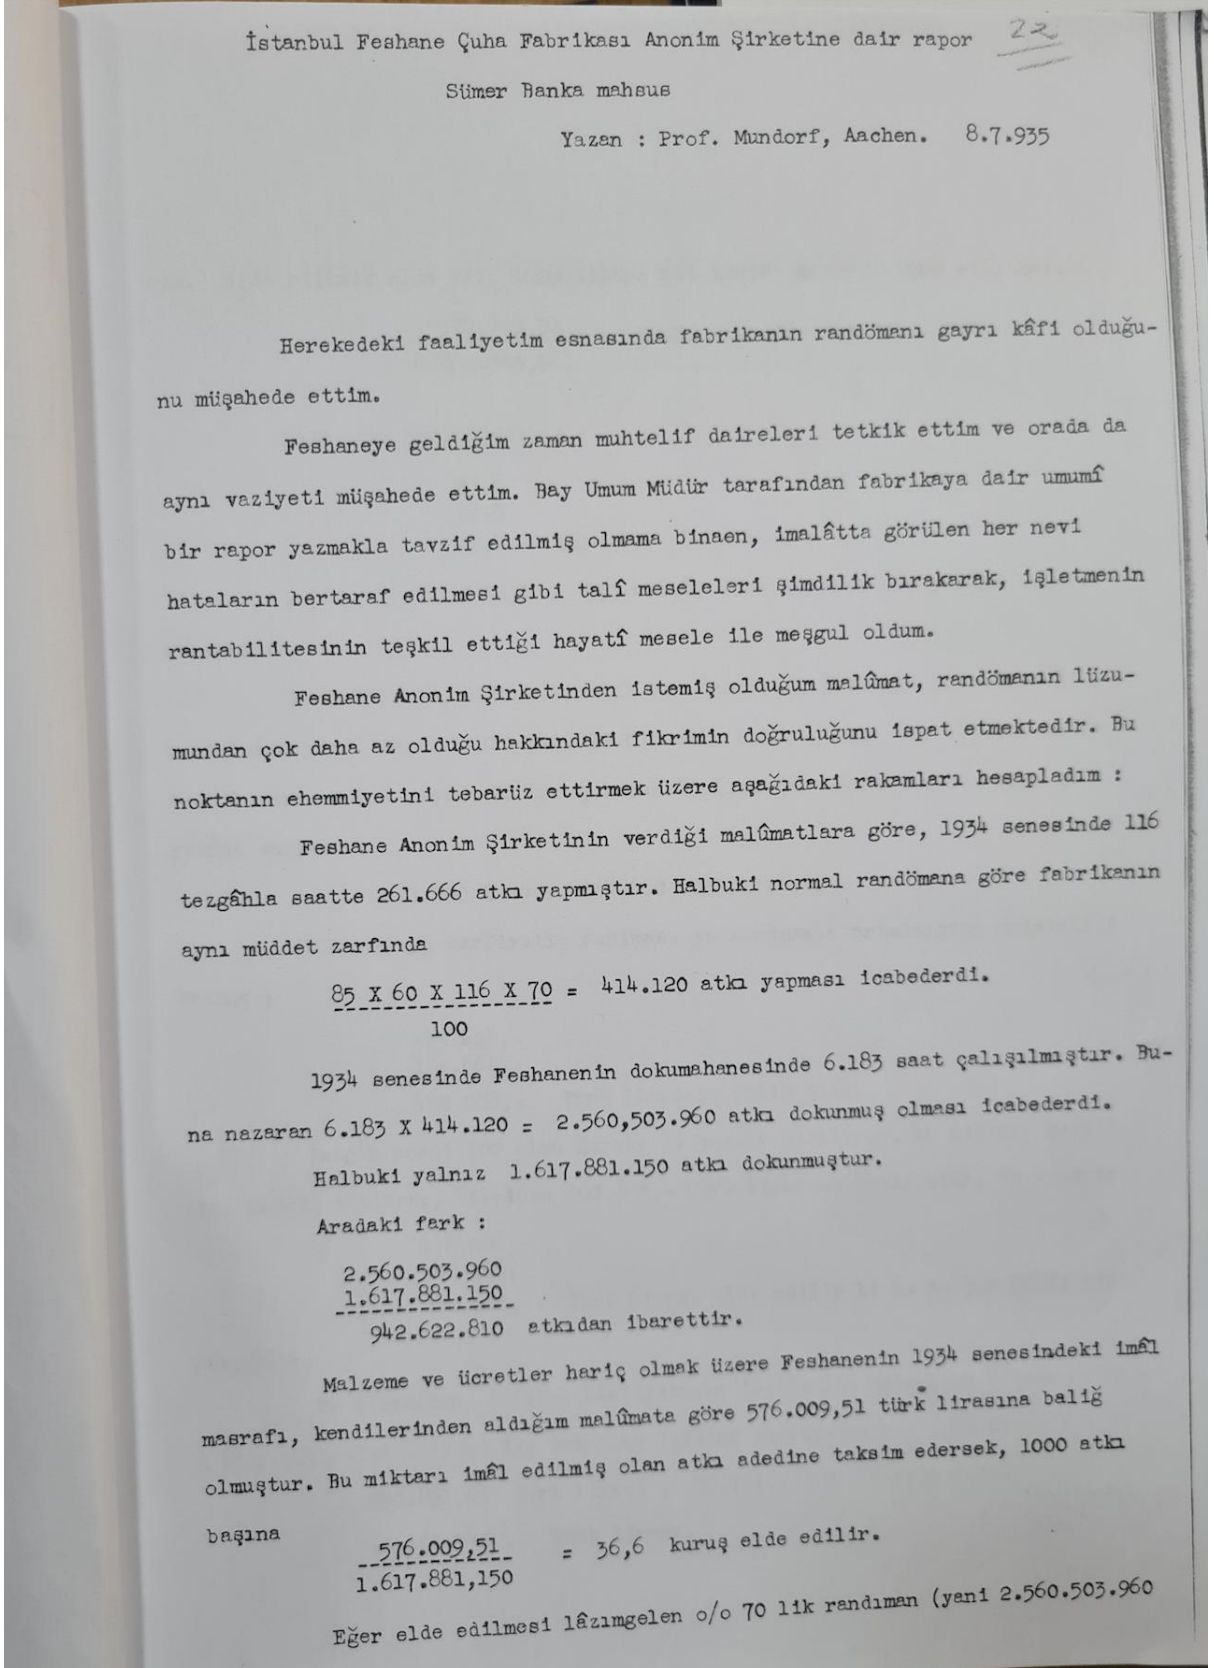 İstanbul Feshane Çuha Fabrikası Anonim Şirketine dair rapor 22
Sümer Banka mahsus
Yazan : Prof. Mundorf, Aachen. 8.7.935
Herekedeki faaliyetim esnasında fabrikanın randömanı gayrı kâfi olduğu-
nu müşahede ettim.
Feshaneye geldiğim zaman muhtelif daireleri tetkik ettim ve orada da
aynı vaziyeti müşahede ettim. Bay Umum Müdür tarafından fabrikaya dair umumî
bir rapor yazmakla tavzif edilmiş olmama binaen, imalâtta görülen her nevi
hataların bertaraf edilmesi gibi talî meseleleri şimdilik bırakarak, işletmenin
rantabilitesinin teşkil ettiği hayatî mesele ile meşgul oldum.
Feshane Anonim Şirketinden istemiş olduğum malûmat, randömanın lüzu-
mundan çok daha az olduğu hakkındaki fikrimin doğruluğunu ispat etmektedir. Bu
noktanın ehemmiyetini tebarüz ettirmek üzere aşağıdaki rakamları hesapladım :
Feshane Anonim Şirketinin verdiği malûmatlara göre, 1934 senesinde 116
tezgâhla saatte 261.666 atkı yapmıştır. Halbuki normal randömana göre fabrikanın
aynı müddet zarfında
85 X 60 X 116 X 70 = 414.120 atkı yapması icabederdi.
100
1934 senesinde Feshanenin dokumahanesinde 6.183 saat çalışılmıştır. Bu-
na nazaran 6.183 X 414.120 = 2.560,503.960 atkı dokunmuş olması icabederdi.
Halbuki yalnız 1.617.881.150 atkı dokunmuştur.
Aradaki fark :
2.560.503.960
1.617.881.150
942.622.810 atkıdan ibarettir.
Malzeme ve ücretler hariç olmak üzere Feshanenin 1934 senesindeki imâl
masrafı, kendilerinden aldığım malûmata göre 576.009,51 türk lirasına baliğ
olmuştur. Bu miktarı imâl edilmiş olan atkı adedine taksim edersek, 1000 atkı
başına
576.009,51 = 36,6 kuruş elde edilir.
1.617.881,150
Eğer elde edilmesi lâzımgelen o/o 70 lik randıman (yani 2.560.503.960